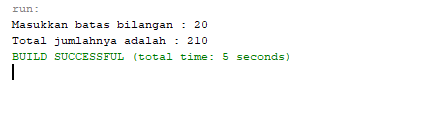 run:
Masukkan batas bilangan : 20
Total jumlahnya adalah : 210
BUILD SUCCESSFUL (total time: 5 seconds)